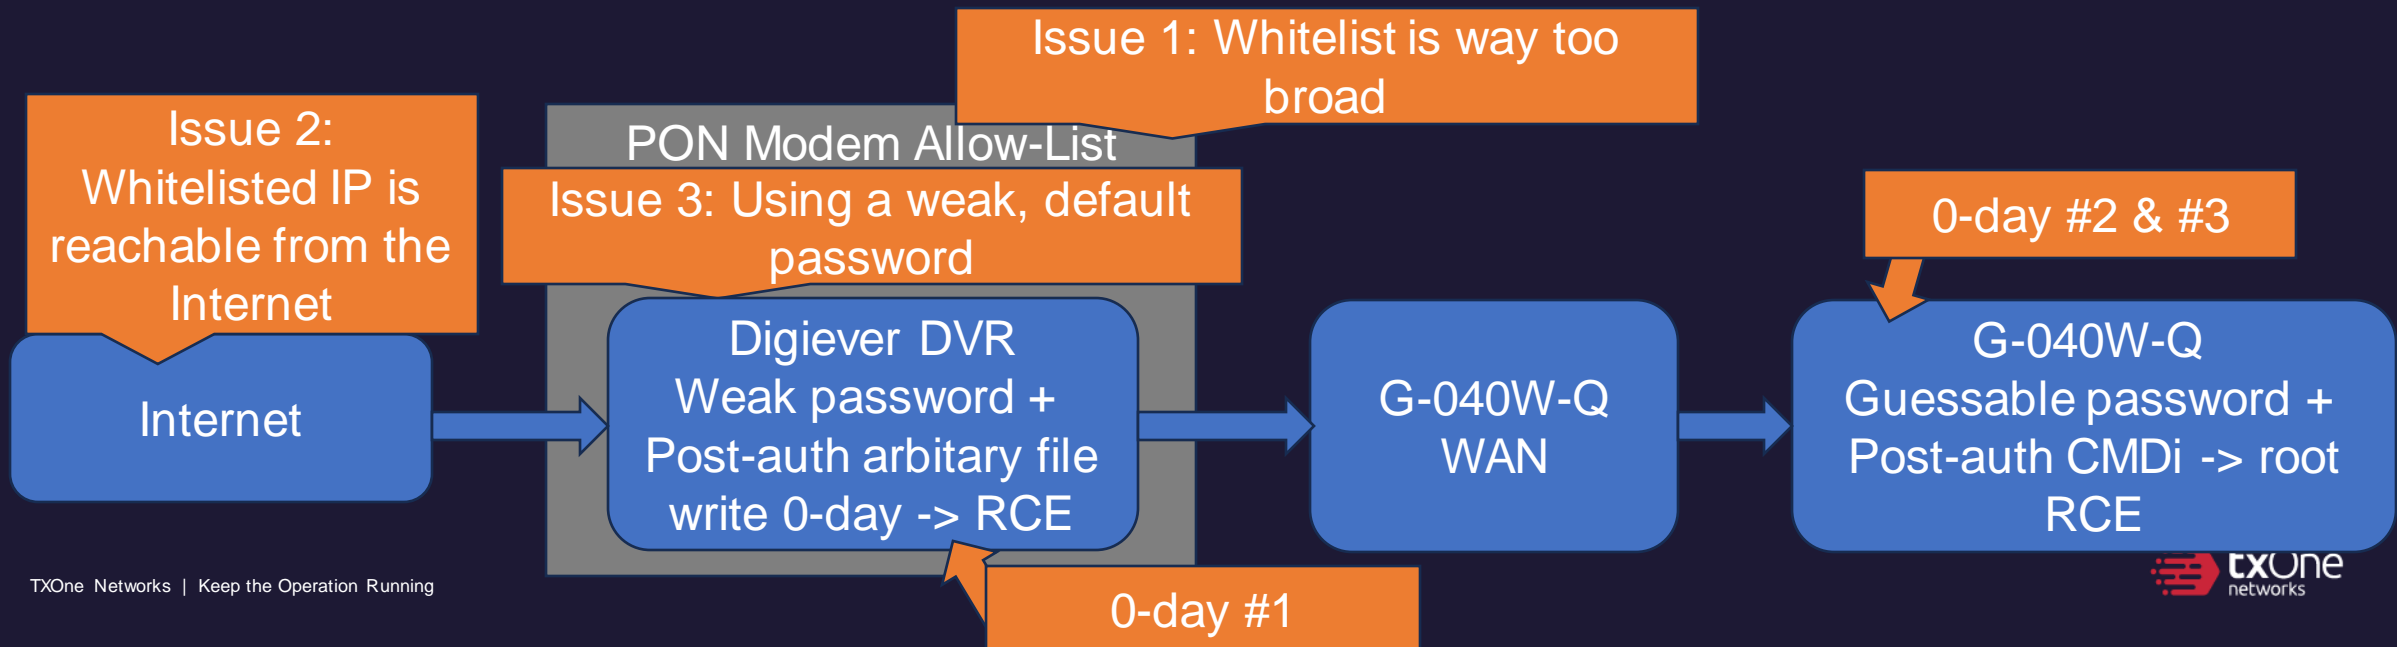 Issue 1: Whitelist is way too
broad
Issue 2:
Whitelisted IP is
reachable from the
Internet
PON Modem Allow-List
Issue 3: Using a weak, default
password
0-day #2 & #3
Internet
Digiever DVR
Weak password +
Post-auth arbitary file
write 0-day -> RCE
G-040W-Q
WAN
G-040W-Q
Guessable password +
Post-auth CMDi -> root
RCE
0-day #1
TXOne Networks | Keep the Operation Running
txOne
networks